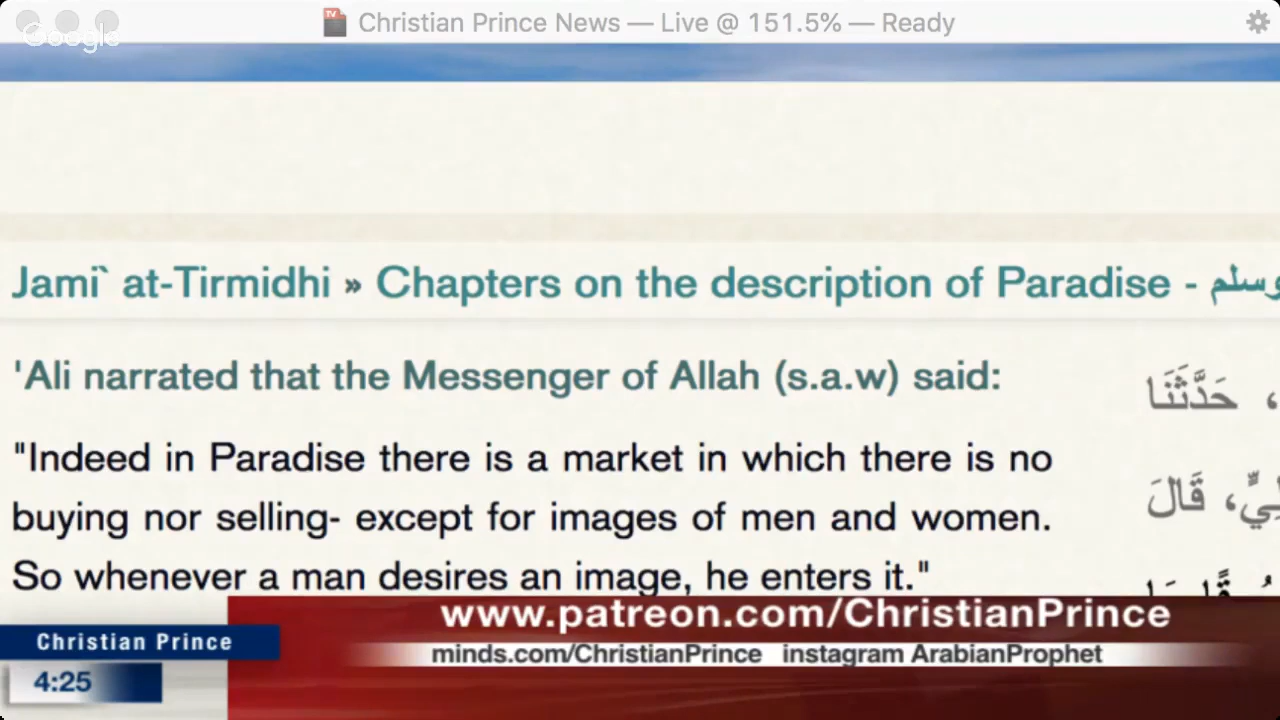 Christian Prince News — Live @ 151.5% — Ready
Google
Jami` at-Tirmidhi » Chapters on the description of Paradise - وسلم
'Ali narrated that the Messenger of Allah (s.a.w) said:
، حَدَّثَنَا
"Indeed in Paradise there is a market in which there is no
buying nor selling- except for images of men and women.
قَالَ
So whenever a man desires an image, he enters it."
www.patreon.com/ChristianPrince
Christian Prince
minds.com/ChristianPrince instagram ArabianProphet
4:25